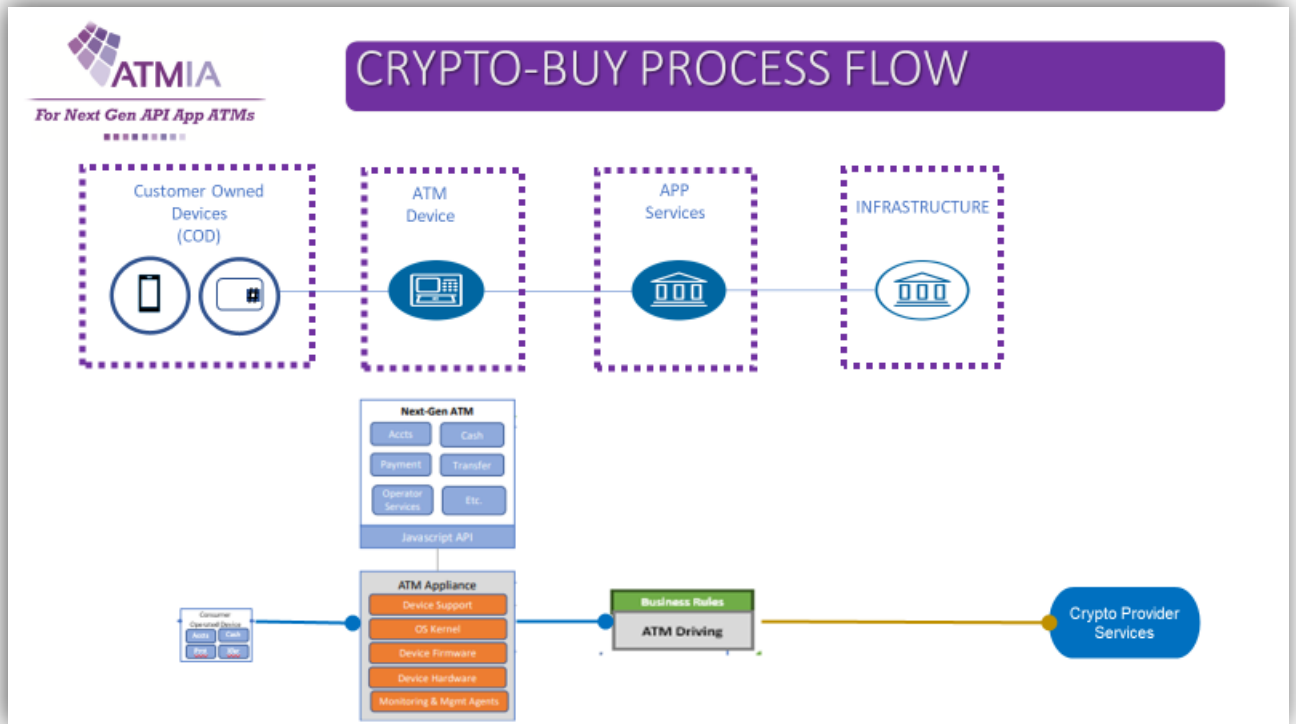 ATMIA
For Next Gen API App ATMs
CRYPTO-BUY PROCESS FLOW
Customer Owned
Devices
(COD)
ATM
Device
APP
Services
INFRASTRUCTURE
Next-Gen ATM
Accts
Cash
Payment
Transfer
Operator
Services
Etc.
Javascript API
ATM Appliance
Device Support
OS Kernel
Device Firmware
Device Hardware
Monitoring & Mgmt Agents
Consumer
Operated Device
Accts
Cash
Pmt
Xfer
Business Rules
ATM Driving
Crypto Provider
Services